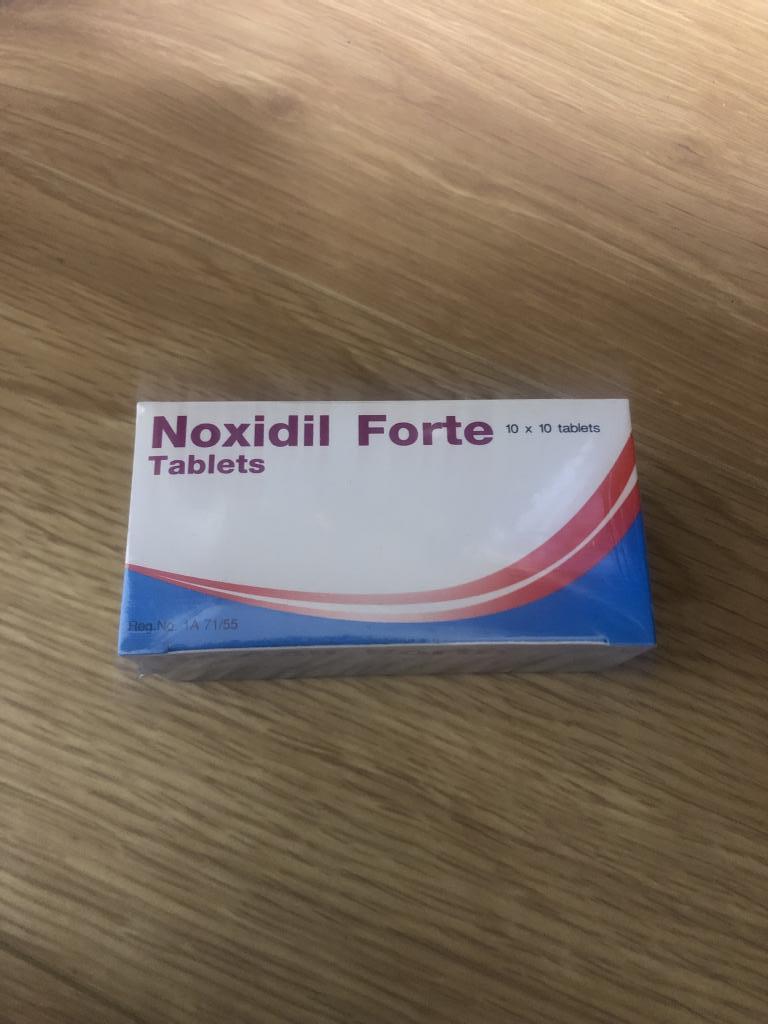 Noxidil Forte 10 x 10 tablets
Tablets
Reg.No. 1A 71/55